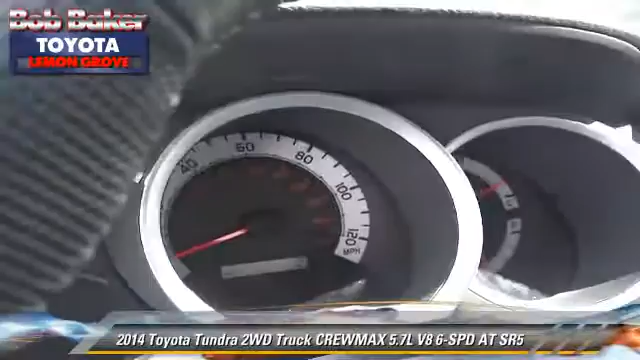 Bob Baker
TOYOTA
LEMON GROVE
40
60
80
100
120
MPH
2014 Toyota Tundra 2WD Truck CREWMAX 5.7L V8 6-SPD AT SR5